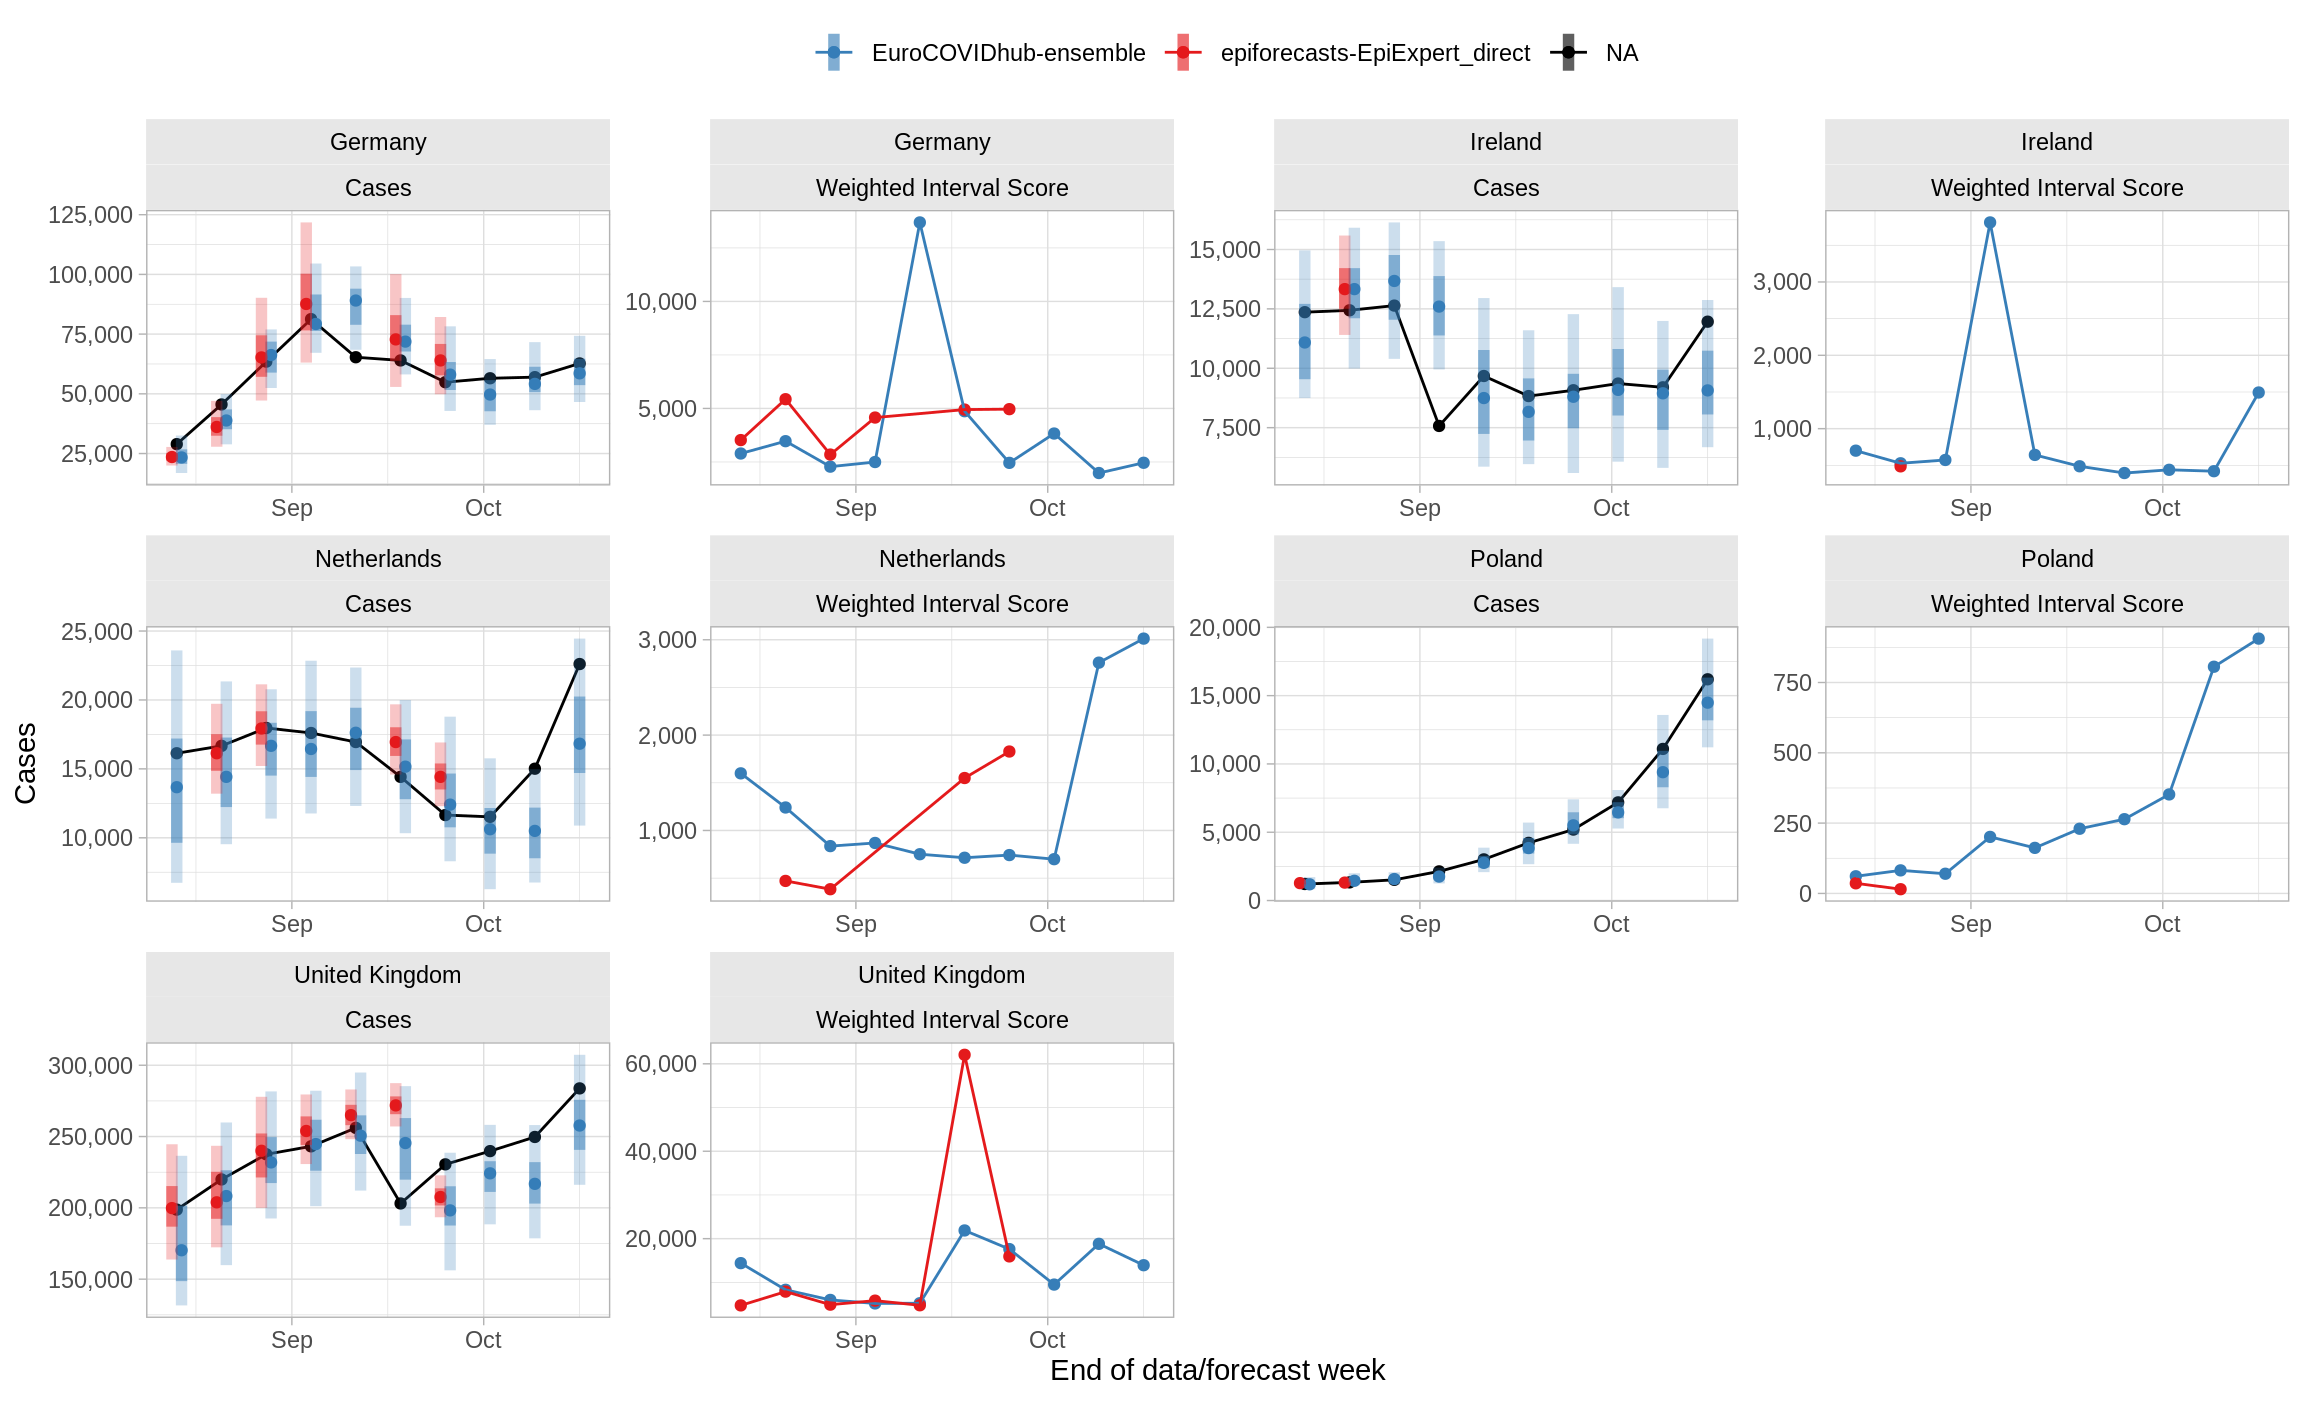 EuroCOVIDhub-ensemble epiforecasts-EpiExpert_direct NA
Germany Germany Ireland Ireland
Cases Weighted Interval Score Cases Weighted Interval Score
125,000
100,000
75,000
50,000
25,000
Sep Oct
10,000
5,000
Sep Oct
15,000
12,500
10,000
7,500
Sep Oct
3,000
2,000
1,000
Sep Oct
Netherlands Netherlands Poland Poland
Cases Weighted Interval Score Cases Weighted Interval Score
25,000
20,000
15,000
10,000
Sep Oct
3,000
2,000
1,000
Sep Oct
20,000
15,000
10,000
5,000
0
Sep Oct
750
500
250
0
Sep Oct
United Kingdom United Kingdom
Cases Weighted Interval Score
300,000
250,000
200,000
150,000
Sep Oct
60,000
40,000
20,000
Sep Oct
Cases
End of data/forecast week